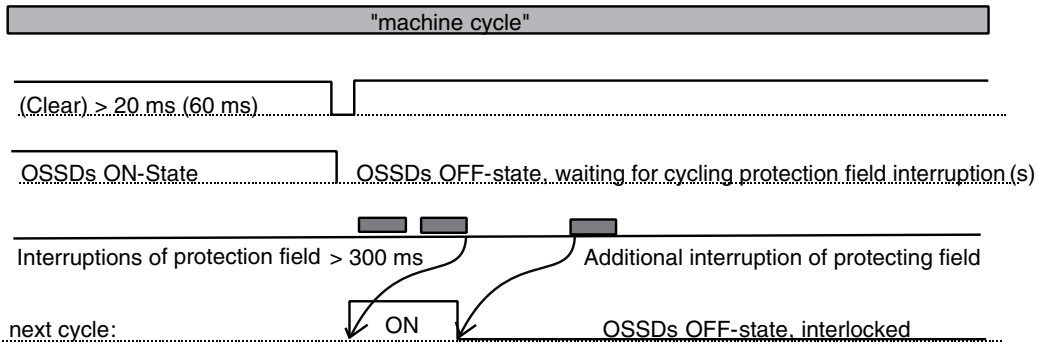 "machine cycle"
(Clear) > 20 ms (60 ms)
OSSDs ON-State OSSDs OFF-state, waiting for cycling protection field interruption (s)
Interruptions of protection field > 300 ms Additional interruption of protecting field
next cycle: ON OSSDs OFF-state, interlocked